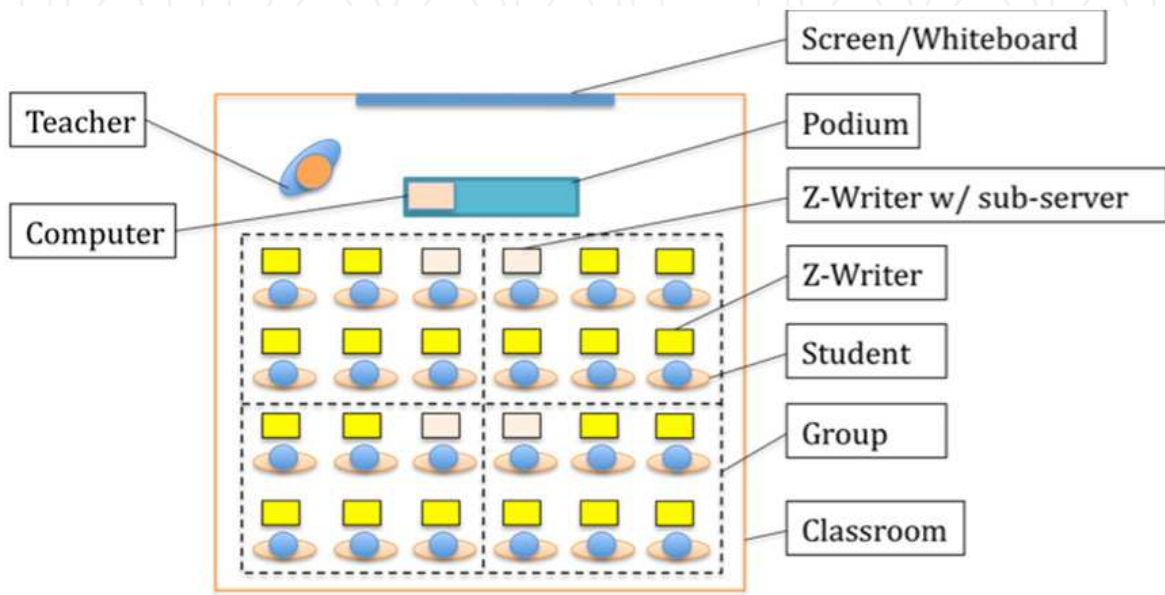 Screen/Whiteboard
Teacher
Podium
Z-Writer w/ sub-server
Computer
Z-Writer
Student
Group
Classroom